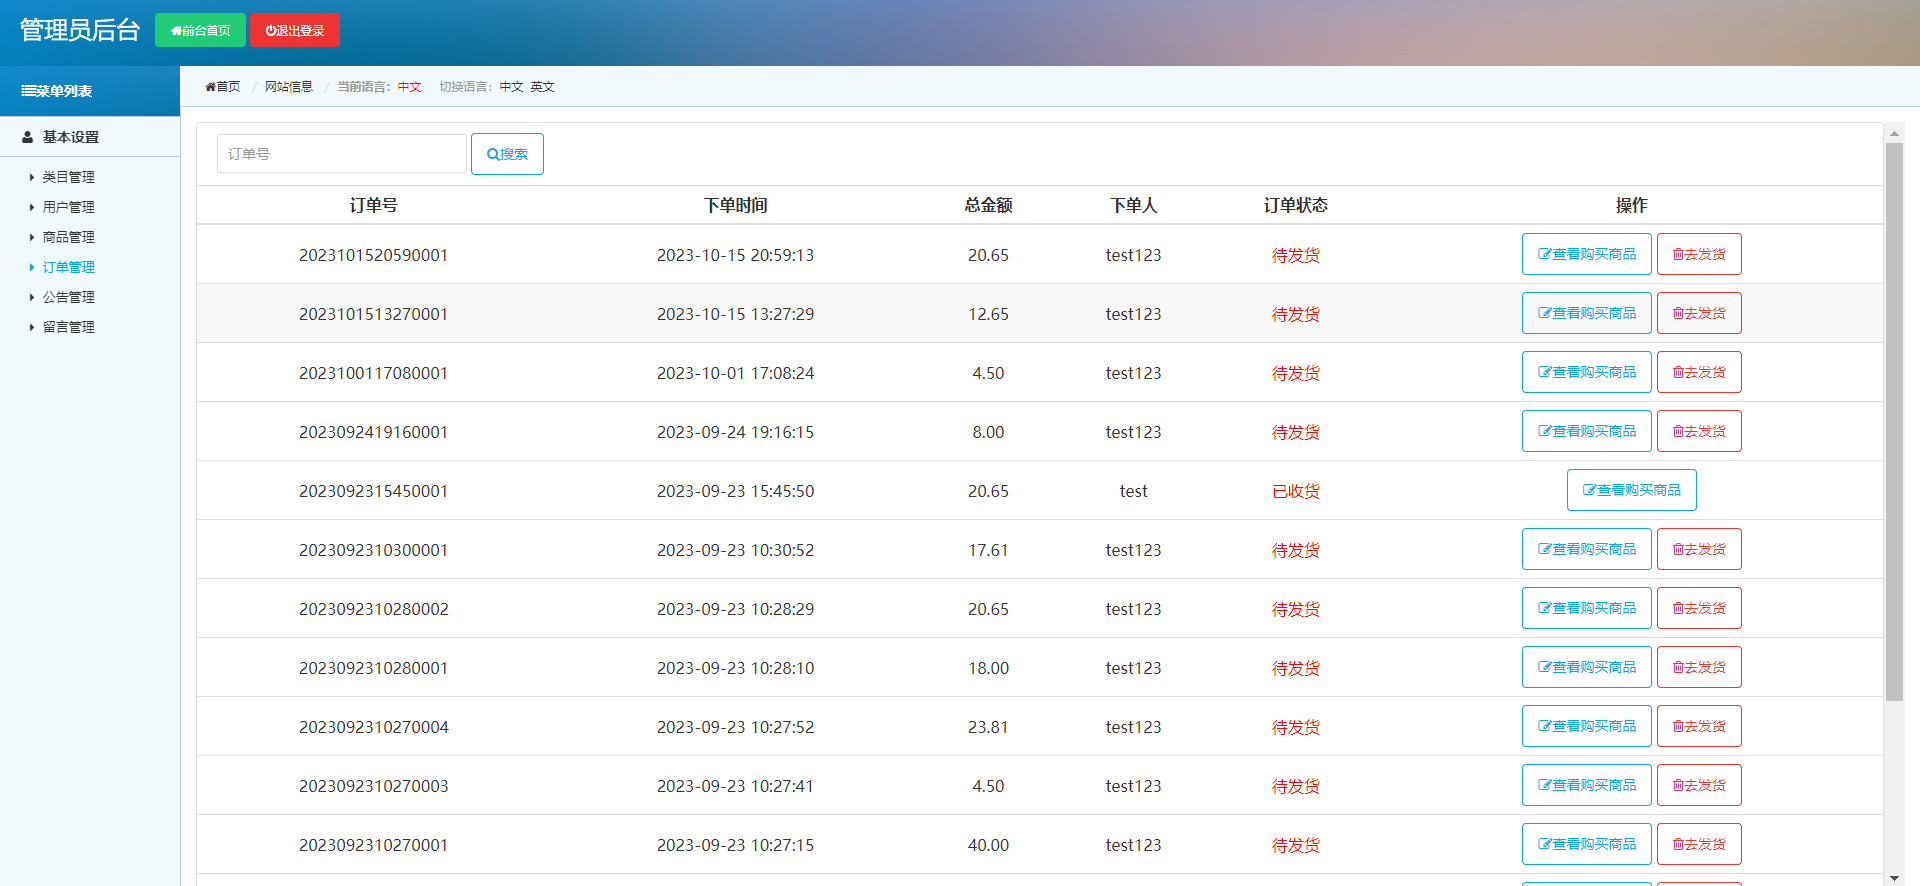 管理员后台 前台首页 退出登录
菜单列表
首页 / 网站信息 / 当前语言：中文 切换语言：中文 英文
基本设置
类目管理
用户管理
商品管理
订单管理
公告管理
留言管理
订单号 搜索
订单号 下单时间 总金额 下单人 订单状态 操作
2023101520590001 2023-10-15 20:59:13 20.65 test123 待发货 查看购买商品 去发货
2023101513270001 2023-10-15 13:27:29 12.65 test123 待发货 查看购买商品 去发货
2023100117080001 2023-10-01 17:08:24 4.50 test123 待发货 查看购买商品 去发货
2023092419160001 2023-09-24 19:16:15 8.00 test123 待发货 查看购买商品 去发货
2023092315450001 2023-09-23 15:45:50 20.65 test 已收货 查看购买商品
2023092310300001 2023-09-23 10:30:52 17.61 test123 待发货 查看购买商品 去发货
2023092310280002 2023-09-23 10:28:29 20.65 test123 待发货 查看购买商品 去发货
2023092310280001 2023-09-23 10:28:10 18.00 test123 待发货 查看购买商品 去发货
2023092310270004 2023-09-23 10:27:52 23.81 test123 待发货 查看购买商品 去发货
2023092310270003 2023-09-23 10:27:41 4.50 test123 待发货 查看购买商品 去发货
2023092310270001 2023-09-23 10:27:15 40.00 test123 待发货 查看购买商品 去发货